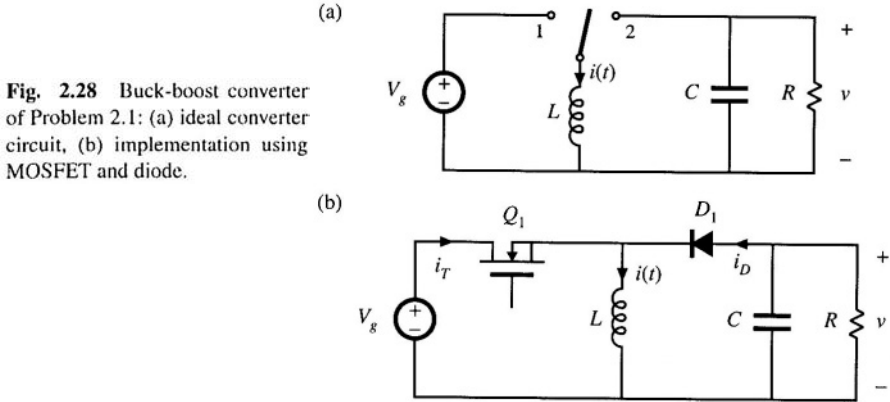 Fig. 2.28 Buck-boost converter
of Problem 2.1: (a) ideal converter
circuit, (b) implementation using
MOSFET and diode.
(a)
1
2
+
i(t)
V_g
+
−
L
C
R
v
−
(b)
Q_1
D_1
i_T
i_D
+
i(t)
V_g
+
−
L
C
R
v
−